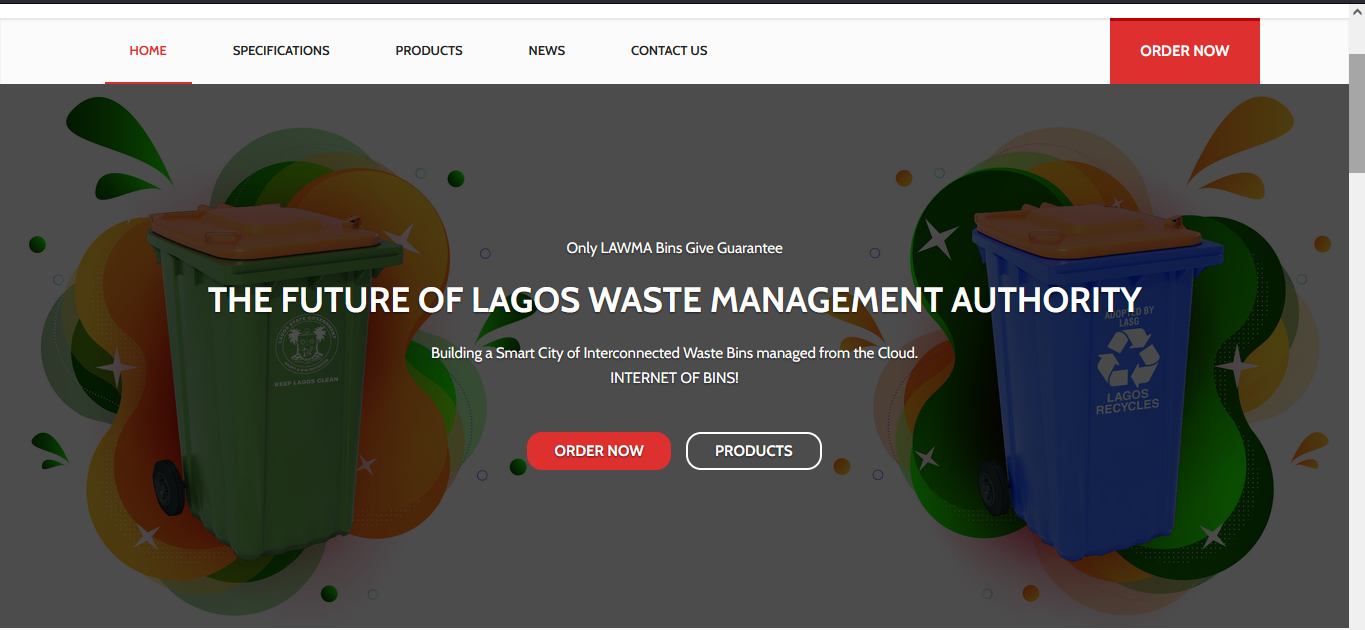 HOME
SPECIFICATIONS
PRODUCTS
NEWS
CONTACT US
ORDER NOW
Only LAWMA Bins Give Guarantee
THE FUTURE OF LAGOS WASTE MANAGEMENT AUTHORITY
Building a Smart City of Interconnected Waste Bins managed from the Cloud.
INTERNET OF BINS!
ORDER NOW
PRODUCTS
KEEP LAGOS CLEAN
ADOPTED BY
LASG
LAGOS
RECYCLES